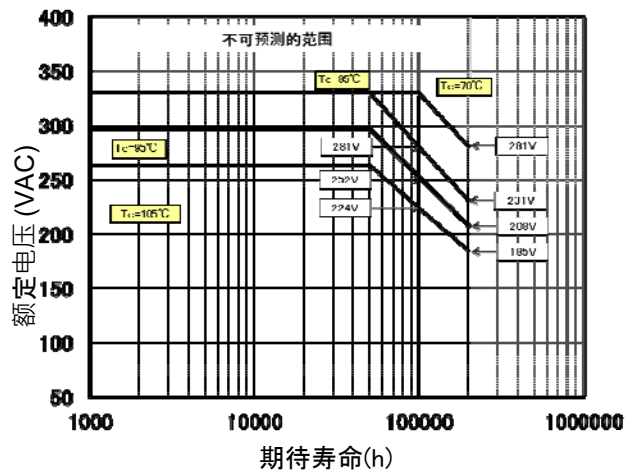 400
不可预测的范围
350
Tc=85℃
Tc=70℃
300
281V
281V
Tc=95℃
250
252V
231V
224V
Tc=105℃
208V
200
185V
150
100
50
1000
10000
100000
1000000
额定电压 (VAC)
期待寿命(h)